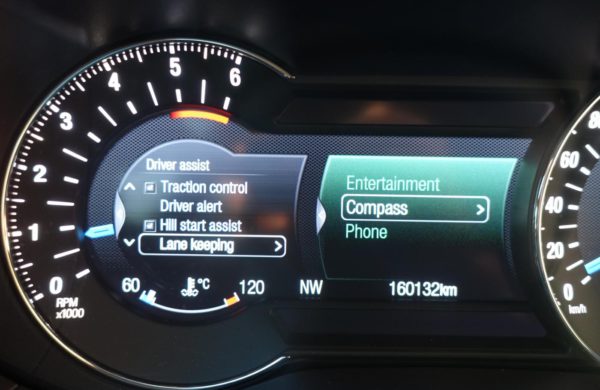 0
1
2
3
4
5
6
RPM
x1000
Driver assist
Traction control
Driver alert
Hill start assist
Lane keeping >
60
°C
120
Entertainment
Compass >
Phone
NW
160132km
80
60
40
20
0
km/h